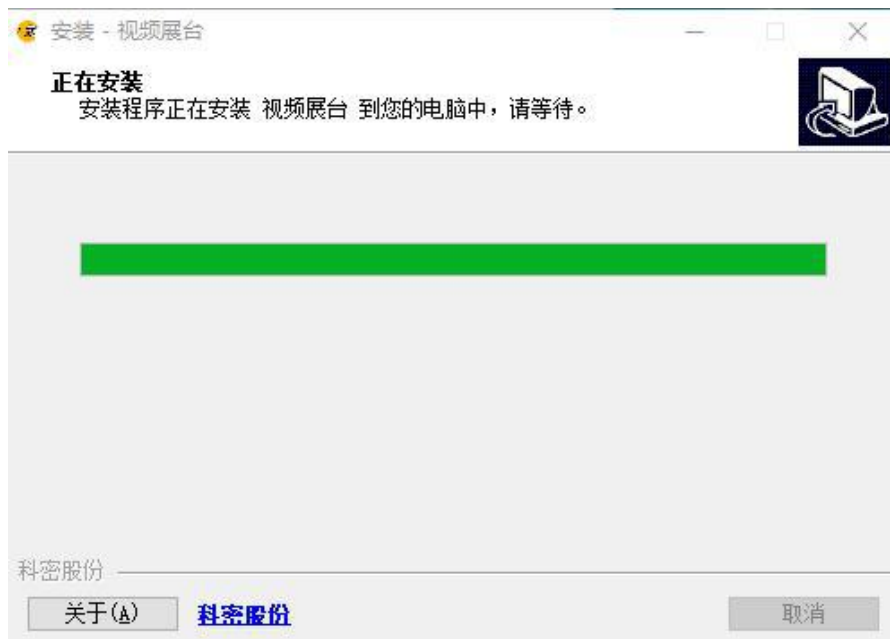 安装 - 视频展台
正在安装
安装程序正在安装 视频展台 到您的电脑中，请等待。
科密股份
关于(A) 科密股份 取消